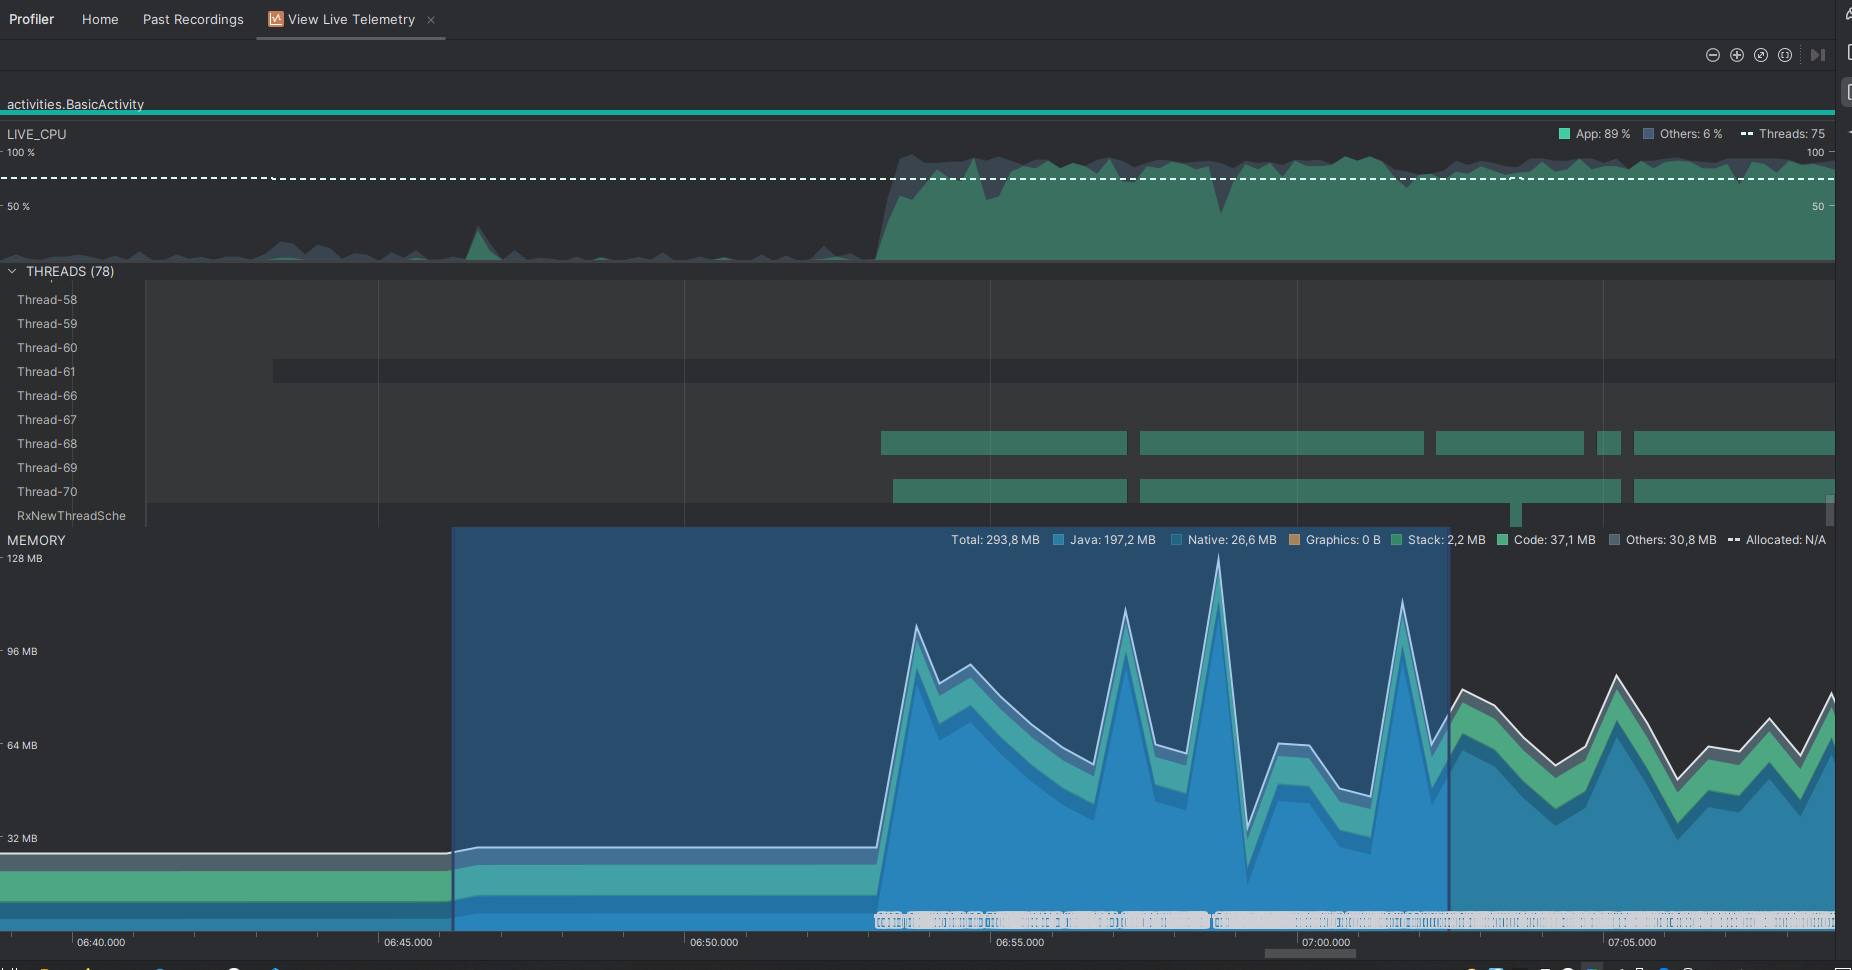 Profiler Home Past Recordings View Live Telemetry
activities.BasicActivity
LIVE_CPU App: 89 % Others: 6 % Threads: 75
100 % 100
50 % 50
THREADS (78)
Thread-58
Thread-59
Thread-60
Thread-61
Thread-66
Thread-67
Thread-68
Thread-69
Thread-70
RxNewThreadSche
MEMORY Total: 293,8 MB Java: 197,2 MB Native: 26,6 MB Graphics: 0 B Stack: 2,2 MB Code: 37,1 MB Others: 30,8 MB Allocated: N/A
128 MB
96 MB
64 MB
32 MB
06:40.000 06:45.000 06:50.000 06:55.000 07:00.000 07:05.000